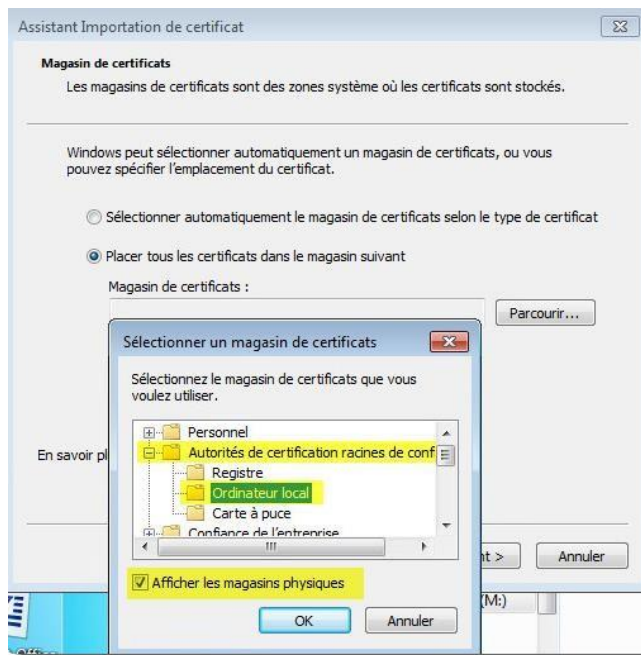 Assistant Importation de certificat
Magasin de certificats
Les magasins de certificats sont des zones système où les certificats sont stockés.
Windows peut sélectionner automatiquement un magasin de certificats, ou vous
pouvez spécifier l'emplacement du certificat.
Sélectionner automatiquement le magasin de certificats selon le type de certificat
Placer tous les certificats dans le magasin suivant
Magasin de certificats :
Parcourir...
Sélectionner un magasin de certificats
Sélectionnez le magasin de certificats que vous
voulez utiliser.
Personnel
Autorités de certification racines de conf
Registre
Ordinateur local
Carte à puce
Confiance de l'entreprise
En savoir pl
nt >
Annuler
Afficher les magasins physiques
OK
Annuler
(M:)